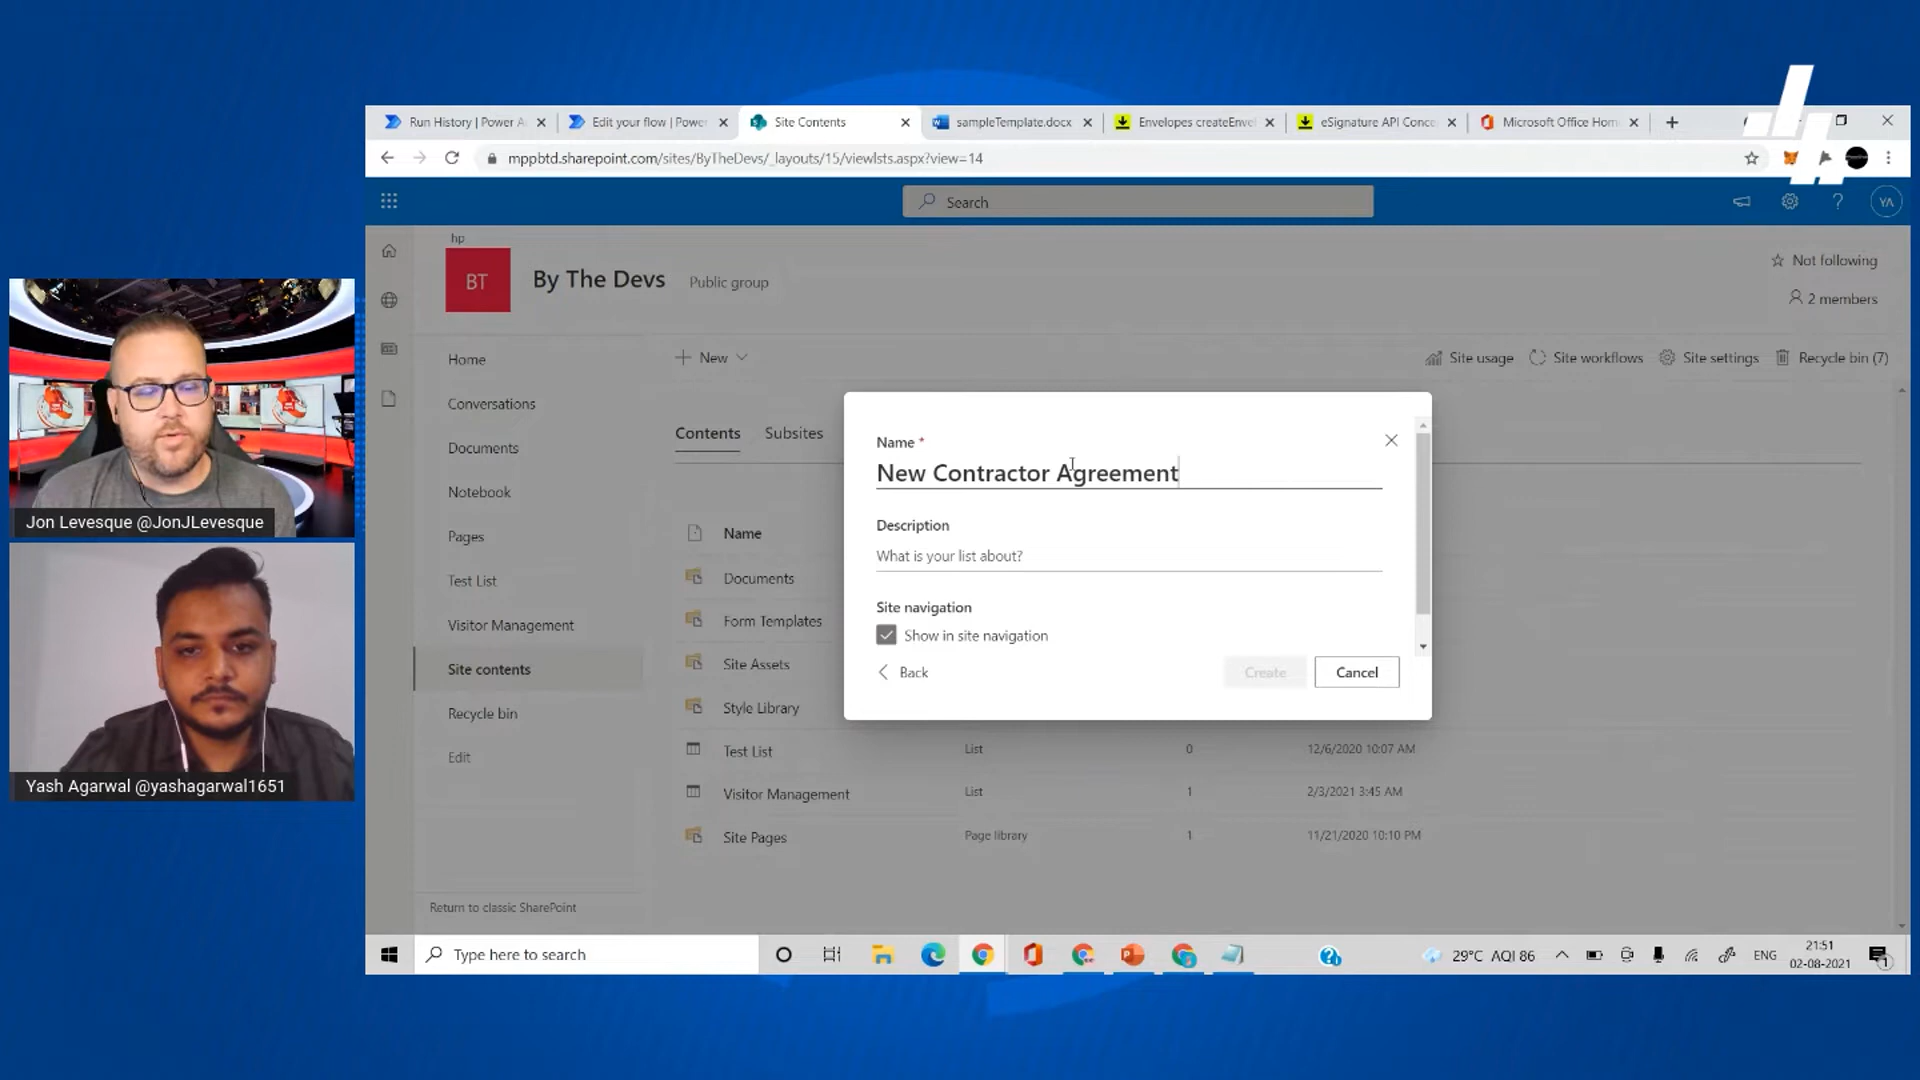 Run History | Power A
Edit your flow | Power
Site Contents
sampleTemplate.docx
Envelopes createEnve
eSignature API Conce
Microsoft Office Hom
mppbtd.sharepoint.com/sites/ByTheDevs/_layouts/15/viewlsts.aspx?view=14
Search
YA
hp
BT
By The Devs
Public group
Not following
2 members
Home
Conversations
Documents
Notebook
Pages
Test List
Visitor Management
Site contents
Recycle bin
Edit
Return to classic SharePoint
New
Site usage
Site workflows
Site settings
Recycle bin (7)
Contents
Subsites
Name
Documents
Form Templates
Site Assets
Style Library
Test List List 0 12/6/2020 10:07 AM
Visitor Management List 1 2/3/2021 3:45 AM
Site Pages Page library 1 11/21/2020 10:10 PM
Name *
New Contractor Agreement
Description
What is your list about?
Site navigation
Show in site navigation
Back
Create
Cancel
Jon Levesque @JonJLevesque
Yash Agarwal @yashagarwal1651
Type here to search
29°C AQI 86
ENG
21:51
02-08-2021
1